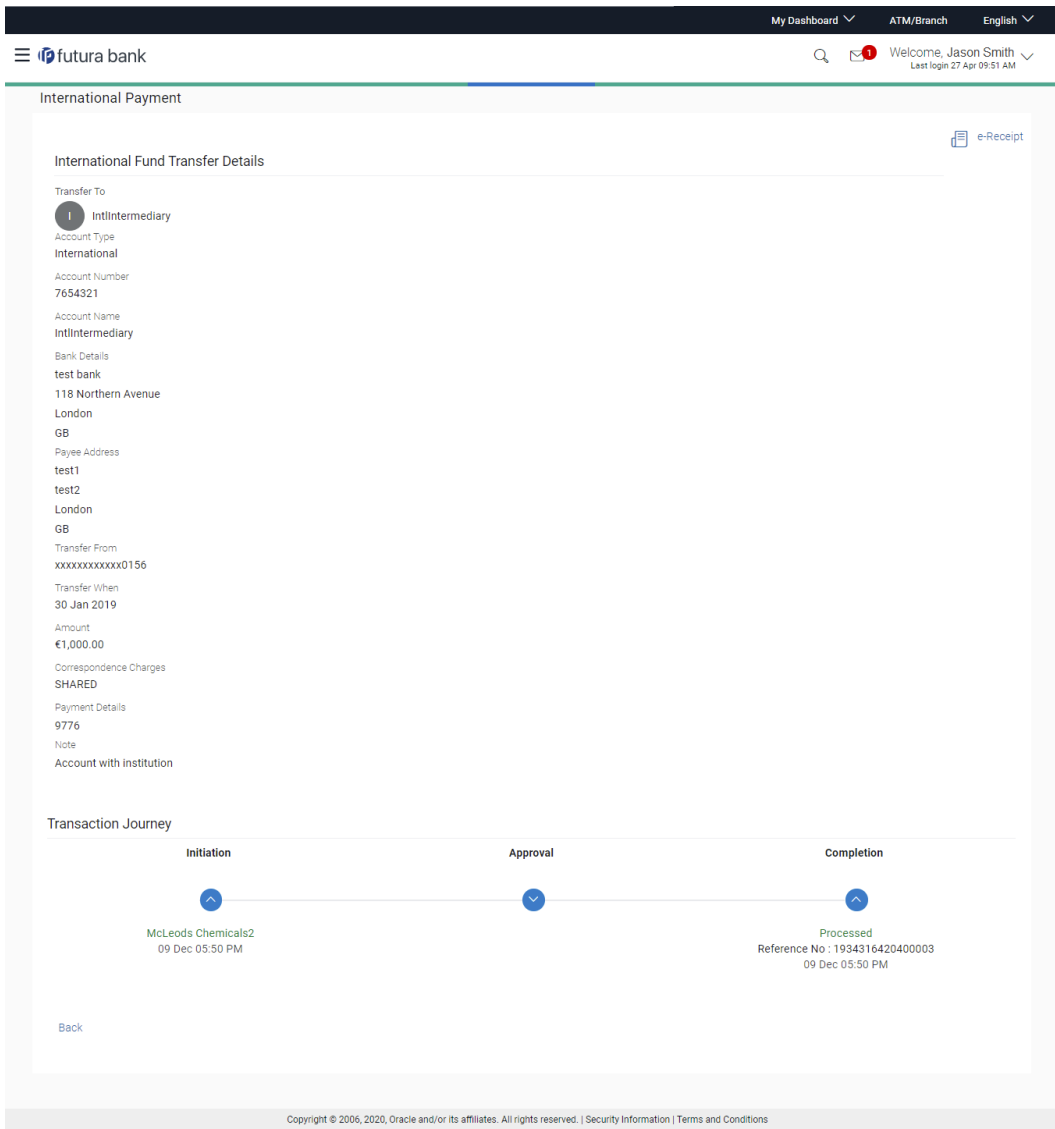 My Dashboard ATM/Branch English
futura bank
1 Welcome, Jason Smith
Last login 27 Apr 09:51 AM
International Payment
e-Receipt
International Fund Transfer Details
Transfer To
I IntlIntermediary
Account Type
International
Account Number
7654321
Account Name
IntlIntermediary
Bank Details
test bank
118 Northern Avenue
London
GB
Payee Address
test1
test2
London
GB
Transfer From
xxxxxxxxxxxx0156
Transfer When
30 Jan 2019
Amount
€1,000.00
Correspondence Charges
SHARED
Payment Details
9776
Note
Account with institution
Transaction Journey
Initiation Approval Completion
McLeods Chemicals2 Processed
09 Dec 05:50 PM Reference No : 1934316420400003
09 Dec 05:50 PM
Back
Copyright © 2006, 2020, Oracle and/or its affiliates. All rights reserved. | Security Information | Terms and Conditions